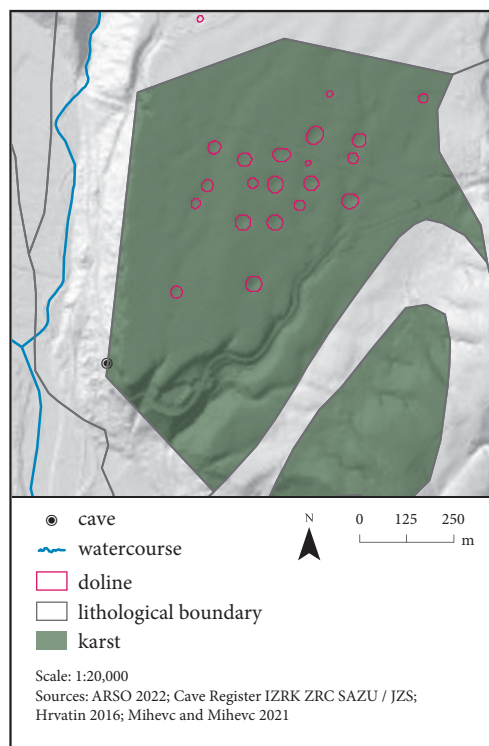 cave
watercourse
doline
lithological boundary
karst
N
0 125 250
m
Scale: 1:20,000
Sources: ARSO 2022; Cave Register IZRK ZRC SAZU / JZS;
Hrvatin 2016; Mihevc and Mihevc 2021